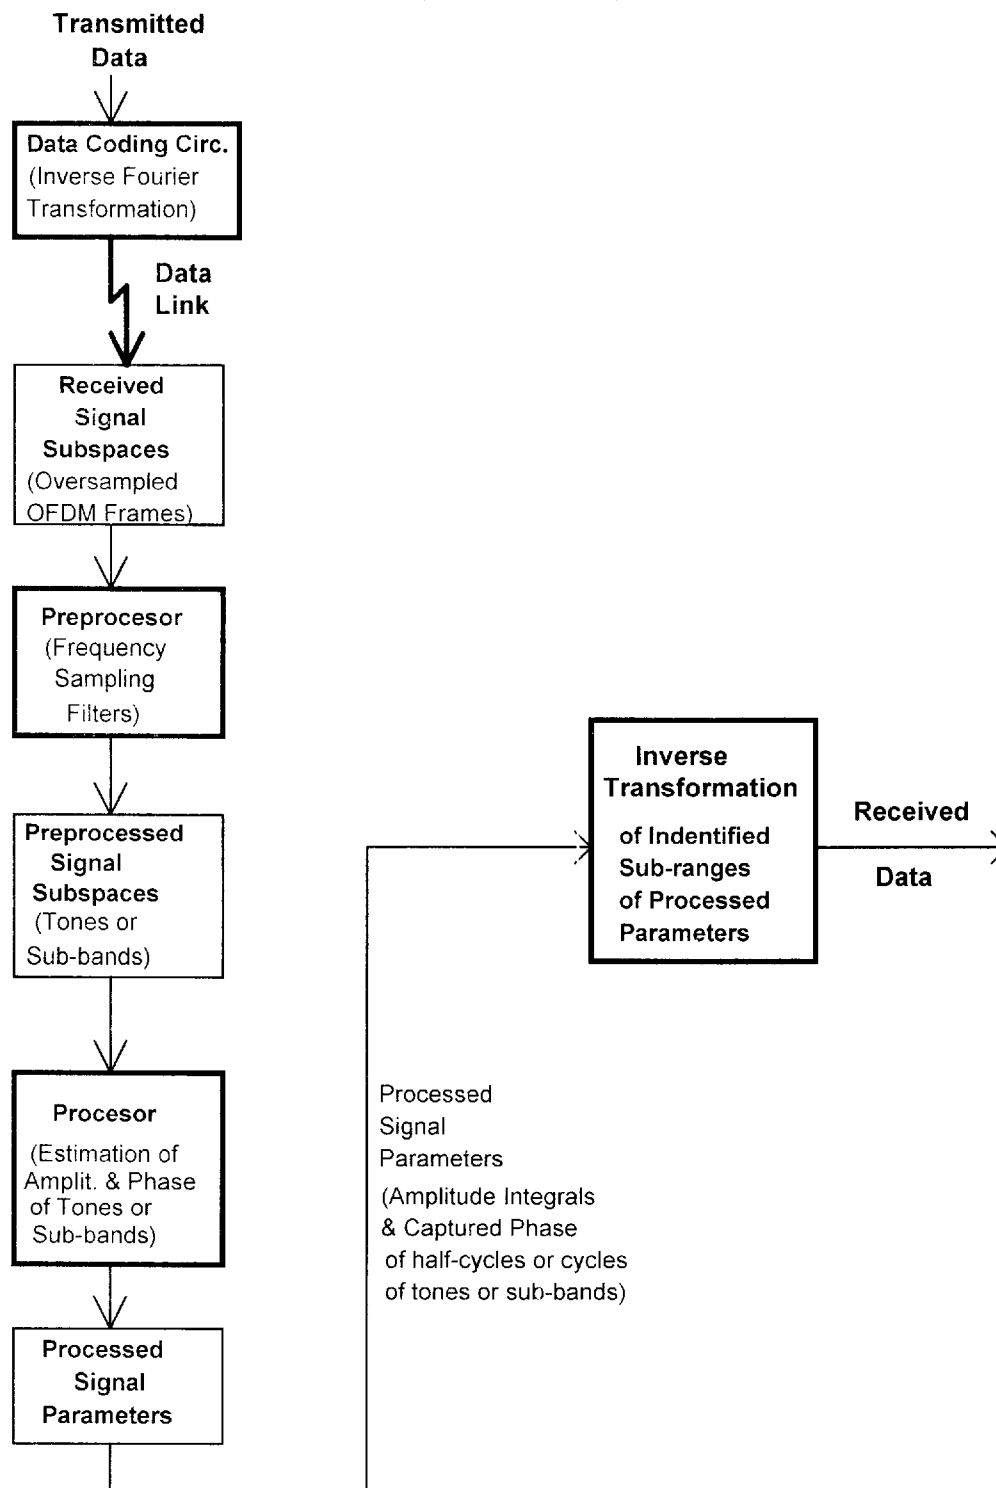 Transmitted
Data
Data Coding Circ.
(Inverse Fourier
Transformation)
Data
Link
Received
Signal
Subspaces
(Oversampled
OFDM Frames)
Preprocesor
(Frequency
Sampling
Filters)
Preprocessed
Signal
Subspaces
(Tones or
Sub-bands)
Procesor
(Estimation of
Amplit. & Phase
of Tones or
Sub-bands)
Processed
Signal
Parameters
Processed
Signal
Parameters
(Amplitude Integrals
& Captured Phase
of half-cycles or cycles
of tones or sub-bands)
Inverse
Transformation
of Indentified
Sub-ranges
of Processed
Parameters
Received
Data